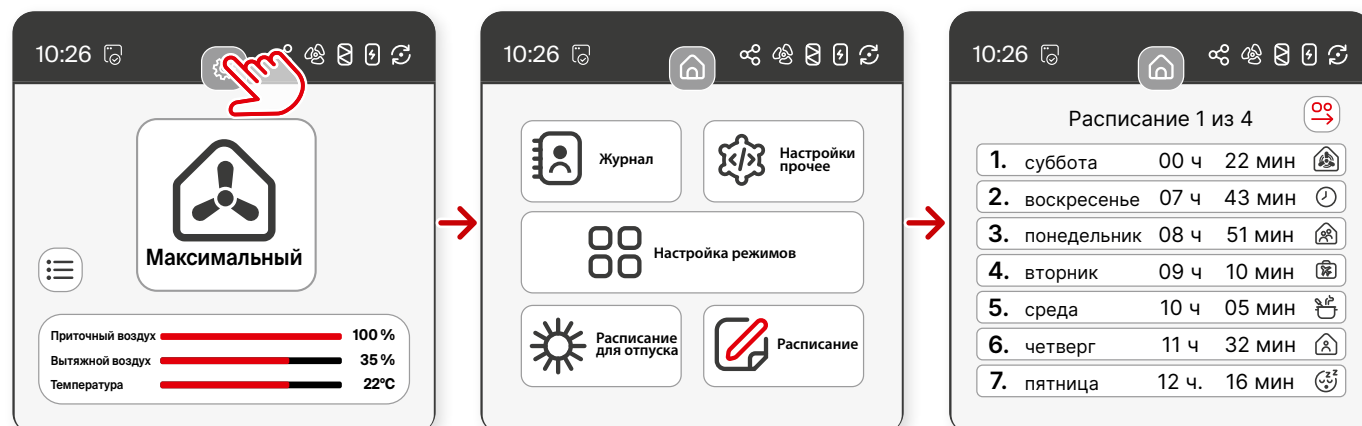 10:26
Максимальный
Приточный воздух 100 %
Вытяжной воздух 35 %
Температура 22°C
10:26
Журнал
Настройки
прочее
Настройка режимов
Расписание
для отпуска
Расписание
10:26
Расписание 1 из 4
1. суббота 00 ч 22 мин
2. воскресенье 07 ч 43 мин
3. понедельник 08 ч 51 мин
4. вторник 09 ч 10 мин
5. среда 10 ч 05 мин
6. четверг 11 ч 32 мин
7. пятница 12 ч. 16 мин